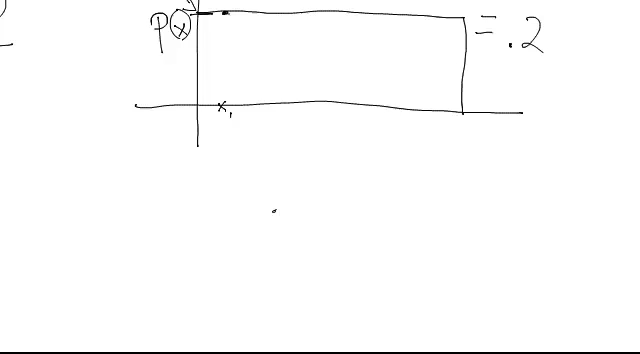 P(x) = .2
x₁